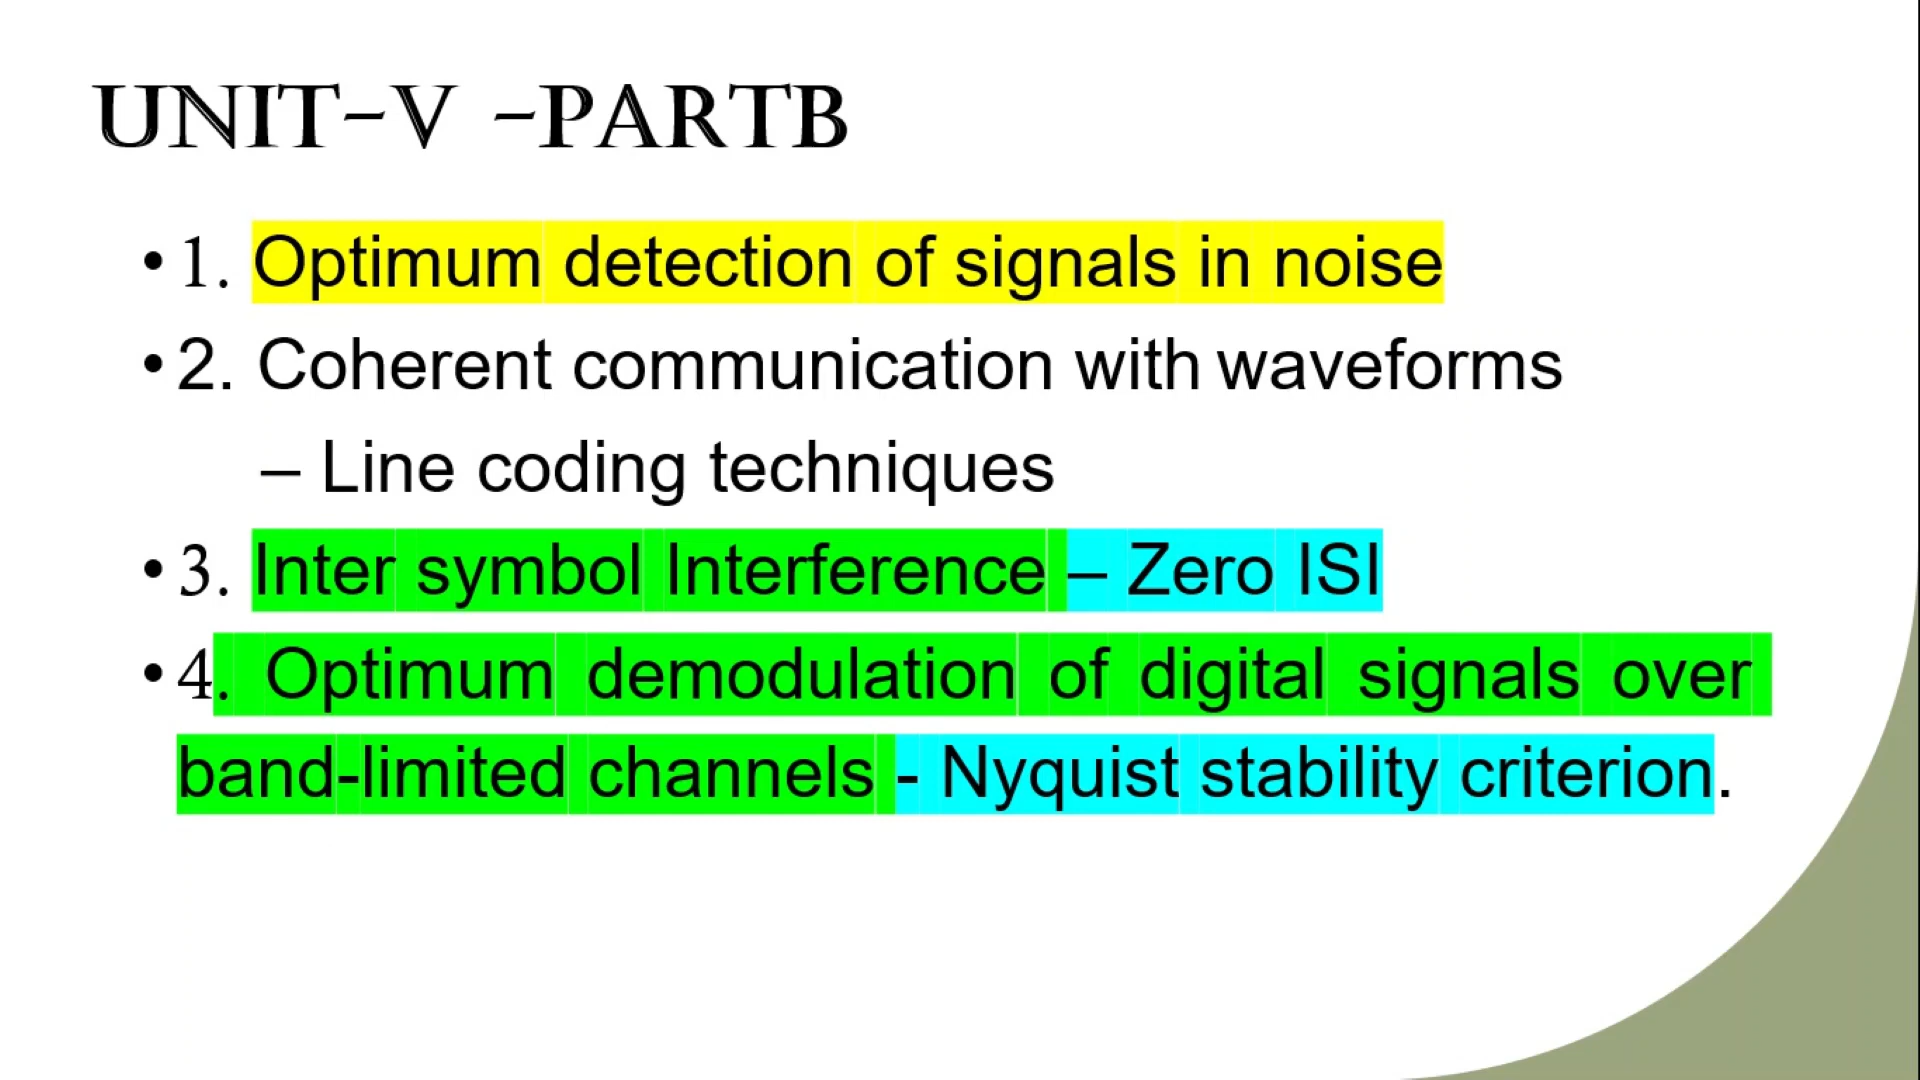 UNIT-V -PARTB
• 1. Optimum detection of signals in noise
• 2. Coherent communication with waveforms
– Line coding techniques
• 3. Inter symbol Interference – Zero ISI
• 4. Optimum demodulation of digital signals over
band-limited channels - Nyquist stability criterion.